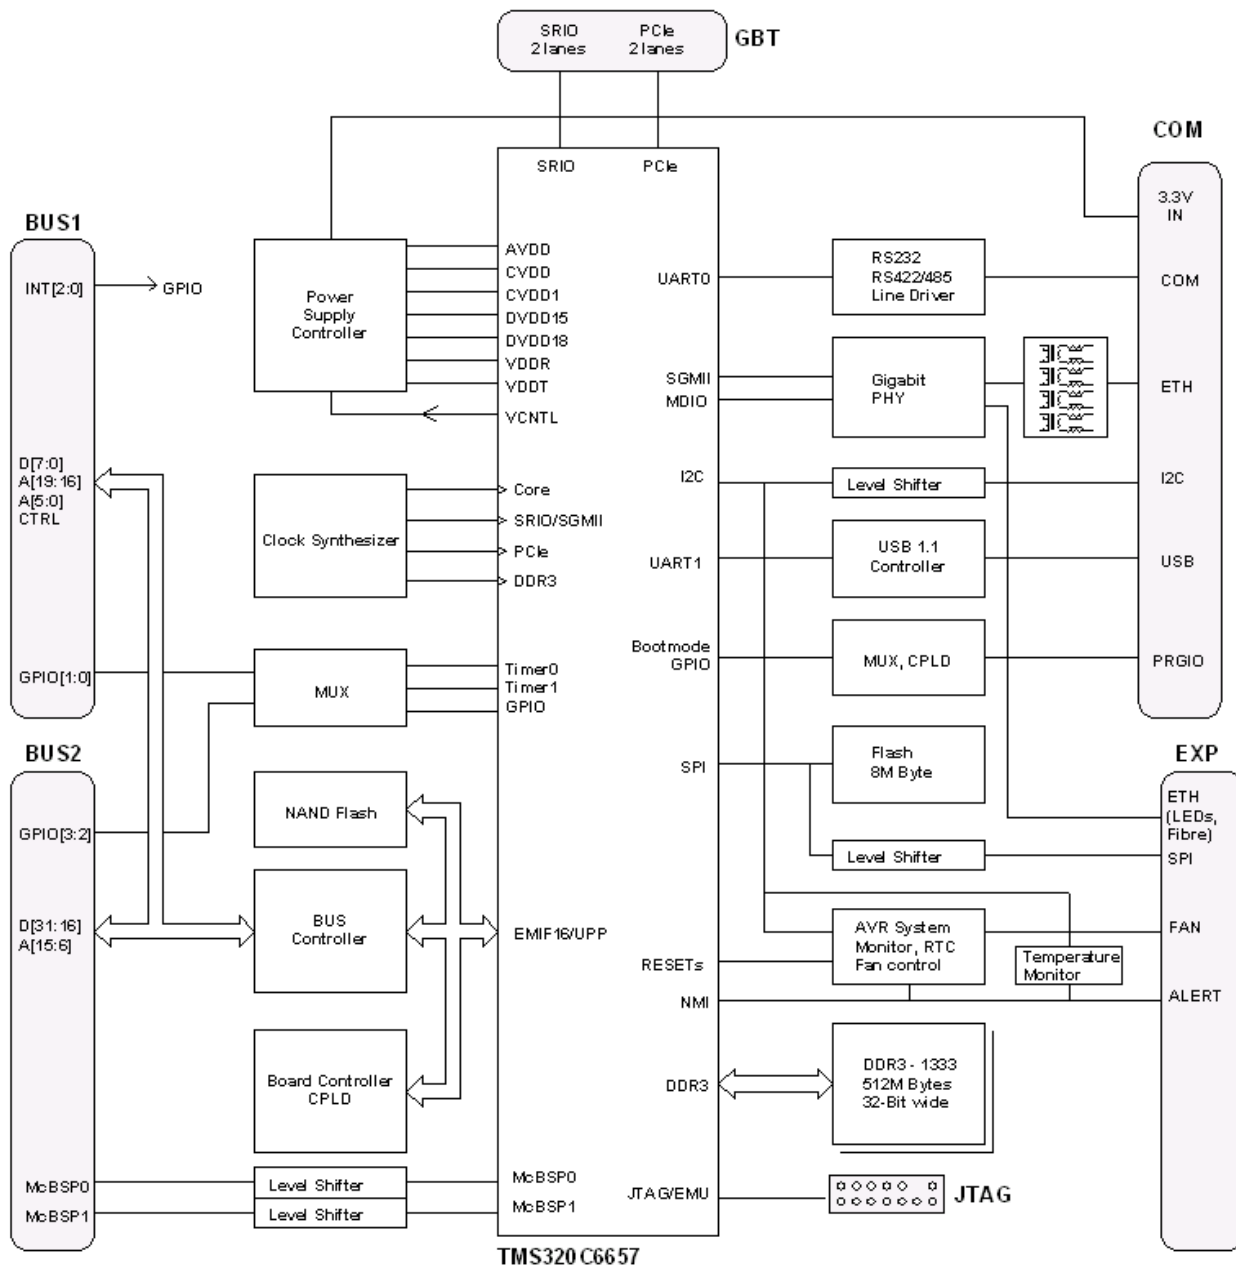 SRIO PCIe
2 lanes 2 lanes
GBT
COM
SRIO PCIe
3.3V
IN
BUS1
INT[2:0]
GPIO
Power
Supply
Controller
AVDD
CVDD
CVDD1
DVDD15
DVDD18
VDDR
VDDT
VCNTL
UART0
RS232
RS422/485
Line Driver
COM
SGMII
MDIO
Gigabit
PHY
ETH
D[7:0]
A[19:16]
A[5:0]
CTRL
Clock Synthesizer
Core
SRIO/SGMII
PCIe
DDR3
I2C
Level Shifter
I2C
UART1
USB 1.1
Controller
USB
GPIO[1:0]
MUX
Timer0
Timer1
GPIO
Bootmode
GPIO
MUX, CPLD
PRGIO
BUS2
GPIO[3:2]
NAND Flash
SPI
Flash
8M Byte
EXP
ETH
(LEDs,
Fibre)
Level Shifter
SPI
D[31:16]
A[15:6]
BUS
Controller
EMIF16/UPP
RESETs
AVR System
Monitor, RTC
Fan control
FAN
Temperature
Monitor
NMI
ALERT
Board Controller
CPLD
DDR3
DDR3 - 1333
512M Bytes
32-Bit wide
McBSP0
Level Shifter
McBSP0
McBSP1
Level Shifter
McBSP1
JTAG/EMU
JTAG
TMS320C6657